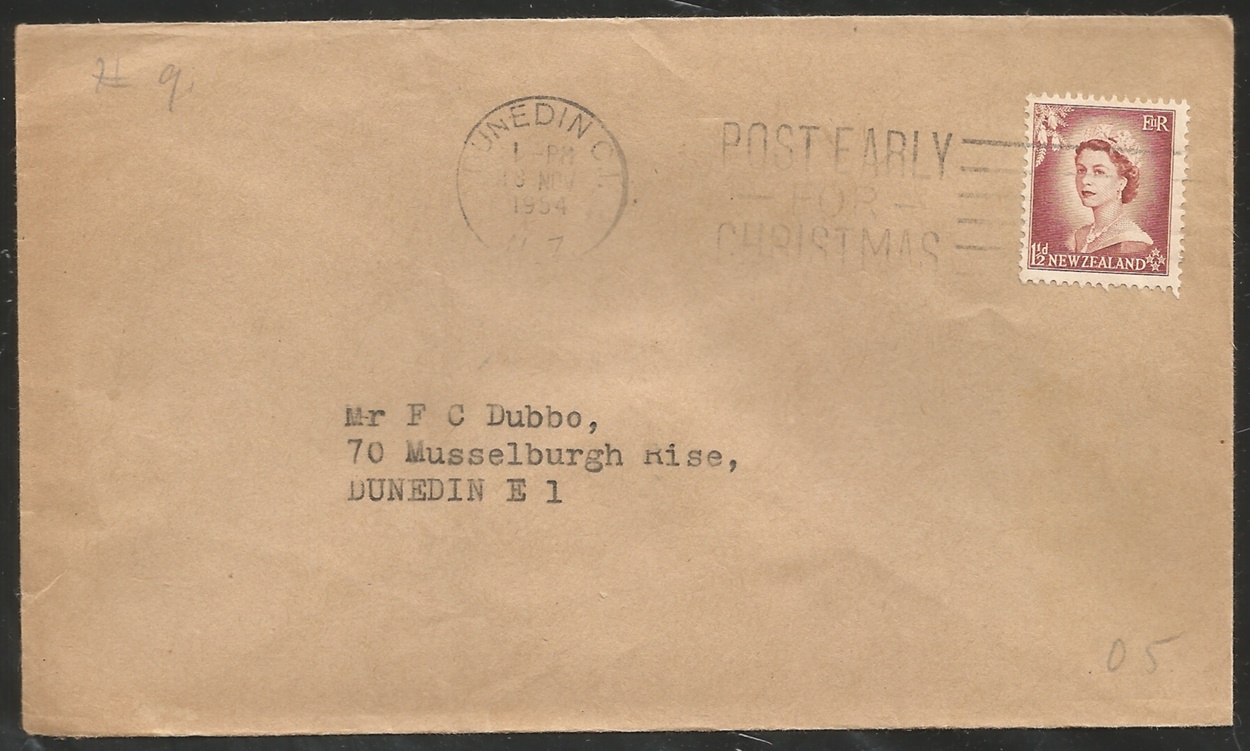 9.
DUNEDIN
1 -PM
NOV
1954
N.Z.
POST EARLY
— FOR —
CHRISTMAS
EIIR
1½d NEW ZEALAND
Mr F C Dubbo,
70 Musselburgh Rise,
DUNEDIN E 1
05